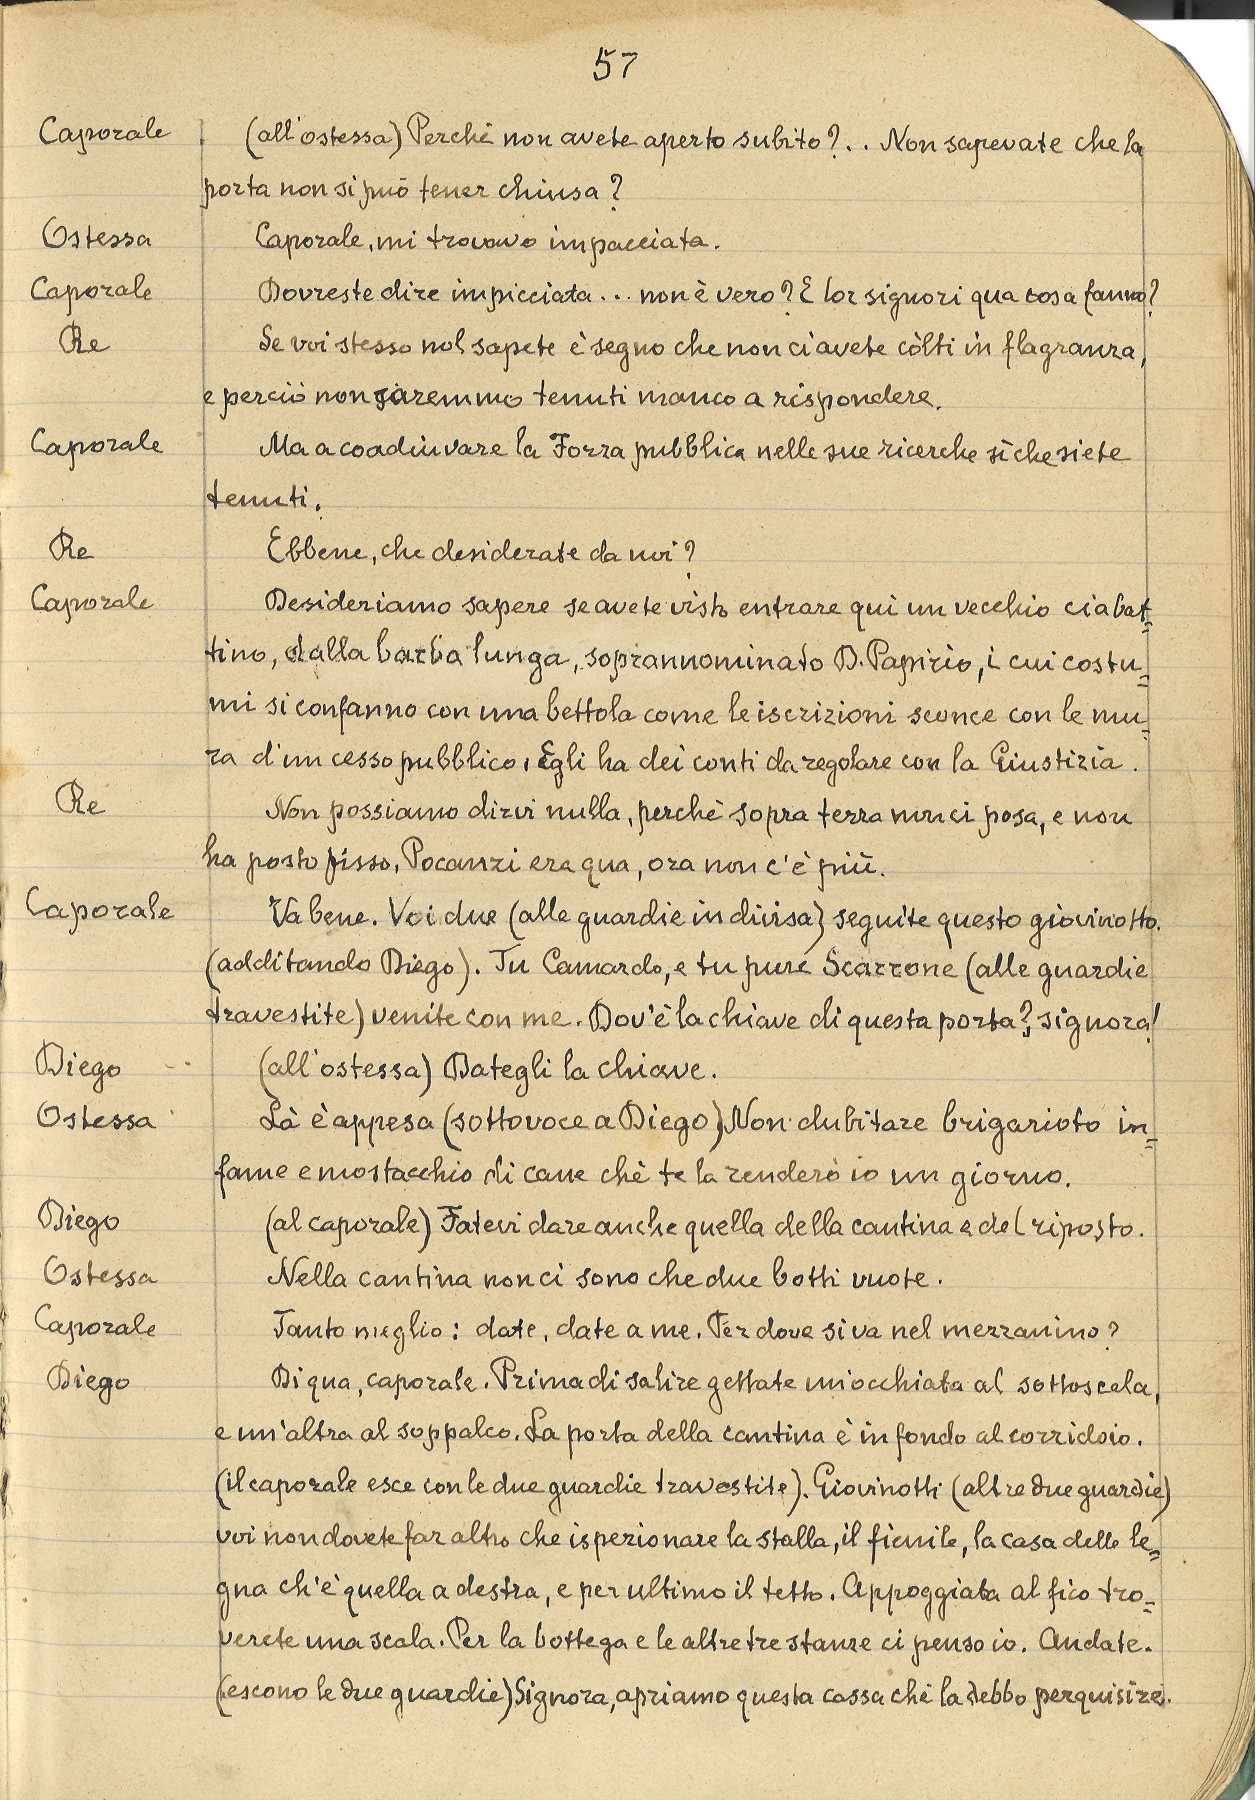 57
Caporale (all'ostessa) Perchè non avete aperto subito?.. Non sapevate che la
porta non si può tener chiusa?
Ostessa Caporale, mi trovavo impacciata.
Caporale Dovreste dire impicciata... non è vero? E lor signori qua cosa fanno?
Re Se voi stesso nol sapete è segno che non ci avete còlti in flagranza,
e perciò non saremmo tenuti manco a rispondere.
Caporale Ma a coadiuvare la Forza pubblica nelle sue ricerche sì che siete
tenuti.
Re Ebbene, che desiderate da noi?
Caporale Desideriamo sapere se avete visto entrare qui un vecchio ciabat=
tino, dalla barba lunga, soprannominato D. Papirio, i cui costu=
mi si confanno con una bettola come le iscrizioni sconce con le mu=
ra d'un cesso pubblico. Egli ha dei conti da regolare con la Giustizia.
Re Non possiamo dirvi nulla, perchè sopra terra non ci posa, e non
ha posto fisso. Pocanzi era qua, ora non c'è più.
Caporale Va bene. Voi due (alle guardie in divisa) seguite questo giovinotto.
(additando Diego). Tu Camardo, e tu pure Scarrone (alle guardie
travestite) venite con me. Dov'è la chiave di questa porta?, signora!
Diego (all'ostessa) Dategli la chiave.
Ostessa Là è appesa (sottovoce a Diego) Non dubitare brigarioto in=
fame e mostacchio di cane chè te la renderò io un giorno.
Diego (al caporale) Fatevi dare anche quella della cantina e del riposto.
Ostessa Nella cantina non ci sono che due botti vuote.
Caporale Tanto meglio: date, date a me. Per dove si va nel mezzanino?
Diego Di qua, caporale. Prima di salire gettate un'occhiata al sottoscala,
e un'altra al soppalco. La porta della cantina è in fondo al corridoio.
(il caporale esce con le due guardie travestite). Giovinotti (altre due guardie)
voi non dovete far altro che ispezionare la stalla, il fienile, la casa delle le=
gna ch'è quella a destra, e per ultimo il tetto. Appoggiata al fico tro=
verete una scala. Per la bottega e le altre tre stanze ci penso io. Andate.
(escono le due guardie) Signora, apriamo questa cassa chè la debbo perquisire.